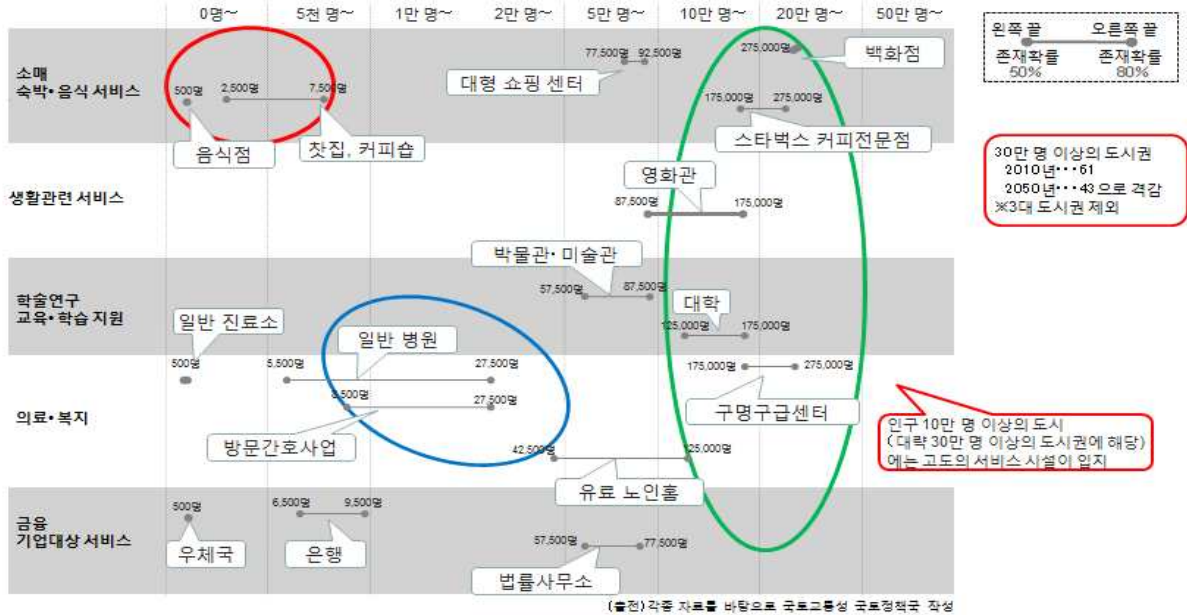 0명~ 5천 명~ 1만 명~ 2만 명~ 5만 명~ 10만 명~ 20만 명~ 50만 명~
왼쪽 끝 오른쪽 끝
존재확률 존재확률
50% 80%
소매
숙박·음식 서비스
500명 2,500명 7,500명
음식점
찻집, 커피숍
77,500명 92,500명
대형 쇼핑 센터
275,000명
백화점
175,000명 275,000명
스타벅스 커피전문점
30만 명 이상의 도시권
2010년···61
2050년···43으로 격감
※3대 도시권 제외
생활관련 서비스
영화관
87,500명 175,000명
학술연구
교육·학습 지원
박물관·미술관
57,500명 87,500명
대학
125,000명 175,000명
의료·복지
일반 진료소
500명
일반 병원
5,500명 27,500명
8,500명 27,500명
방문간호사업
175,000명 275,000명
구명구급센터
42,500명 125,000명
유료 노인홈
인구 10만 명 이상의 도시
(대략 30만 명 이상의 도시권에 해당)
에는 고도의 서비스 시설이 입지
금융
기업대상 서비스
500명
우체국
6,500명 9,500명
은행
57,500명 77,500명
법률사무소
(출전)각종 자료를 바탕으로 국토교통성 국토정책국 작성